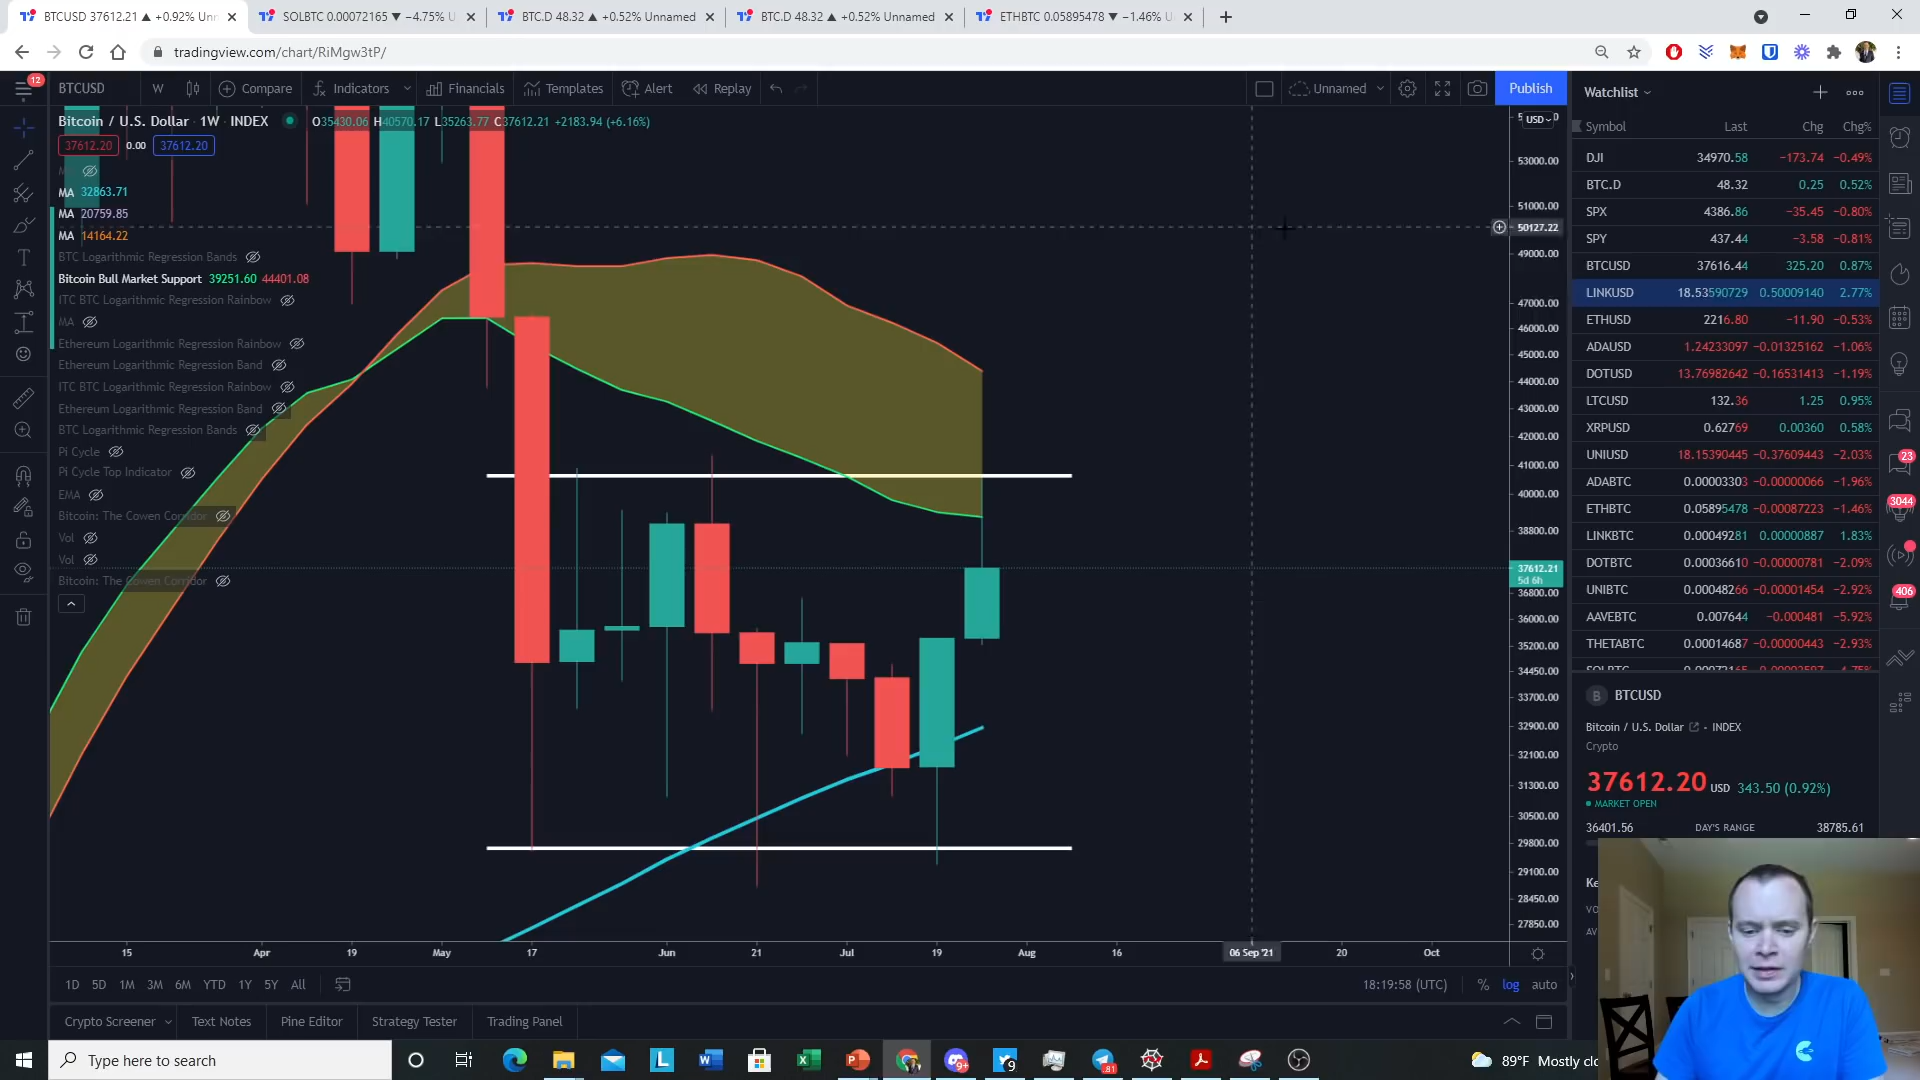 BTCUSD 37612.21 ▲ +0.92% Unn
SOLBTC 0.00072165 ▼ −4.75% U
BTC.D 48.32 ▲ +0.52% Unnamed
BTC.D 48.32 ▲ +0.52% Unnamed
ETHBTC 0.05895478 ▼ −1.46% U
tradingview.com/chart/RiMgw3tP/
12
BTCUSD W Compare Indicators Financials Templates Alert Replay Unnamed Publish
Bitcoin / U.S. Dollar · 1W · INDEX O35430.06 H40570.17 L35263.77 C37612.21 +2183.94 (+6.16%)
37612.20 0.00 37612.20
MA 32863.71
MA 20759.85
MA 14164.22
BTC Logarithmic Regression Bands
Bitcoin Bull Market Support 39251.60 44401.08
ITC BTC Logarithmic Regression Rainbow
MA
Ethereum Logarithmic Regression Rainbow
Ethereum Logarithmic Regression Band
ITC BTC Logarithmic Regression Rainbow
Ethereum Logarithmic Regression Band
BTC Logarithmic Regression Bands
Pi Cycle
Pi Cycle Top Indicator
EMA
Bitcoin: The Cowen Corridor
Vol
Vol
Bitcoin: The Cowen Corridor
USD
53000.00
51000.00
50127.22
49000.00
47000.00
46000.00
45000.00
44000.00
43000.00
42000.00
41000.00
40000.00
38800.00
37612.21
5d 6h
36800.00
36000.00
35200.00
34450.00
33700.00
32900.00
32100.00
31300.00
30500.00
29800.00
29100.00
28450.00
27850.00
15 Apr 19 May 17 Jun 21 Jul 19 Aug 16 06 Sep '21 20 Oct
1D 5D 1M 3M 6M YTD 1Y 5Y All
18:19:58 (UTC) % log auto
Crypto Screener Text Notes Pine Editor Strategy Tester Trading Panel
Watchlist
Symbol Last Chg Chg%
DJI 34970.58 −173.74 −0.49%
BTC.D 48.32 0.25 0.52%
SPX 4386.86 −35.45 −0.80%
SPY 437.44 −3.58 −0.81%
BTCUSD 37616.44 325.20 0.87%
LINKUSD 18.53590729 0.50009140 2.77%
ETHUSD 2216.80 −11.90 −0.53%
ADAUSD 1.24233097 −0.01325162 −1.06%
DOTUSD 13.76982642 −0.16531413 −1.19%
LTCUSD 132.36 1.25 0.95%
XRPUSD 0.62769 0.00360 0.58%
UNIUSD 18.15390445 −0.37609443 −2.03%
ADABTC 0.00003303 −0.00000066 −1.96%
ETHBTC 0.05895478 −0.00087223 −1.46%
LINKBTC 0.00049281 0.00000887 1.83%
DOTBTC 0.00036610 −0.00000781 −2.09%
UNIBTC 0.00048266 −0.00001454 −2.92%
AAVEBTC 0.007644 −0.000481 −5.92%
THETABTC 0.00014687 −0.00000443 −2.93%
B BTCUSD
Bitcoin / U.S. Dollar - INDEX
Crypto
37612.20 USD 343.50 (0.92%)
MARKET OPEN
36401.56 DAY'S RANGE 38785.61
23
3044
406
Type here to search
9+
9
81
89°F Mostly